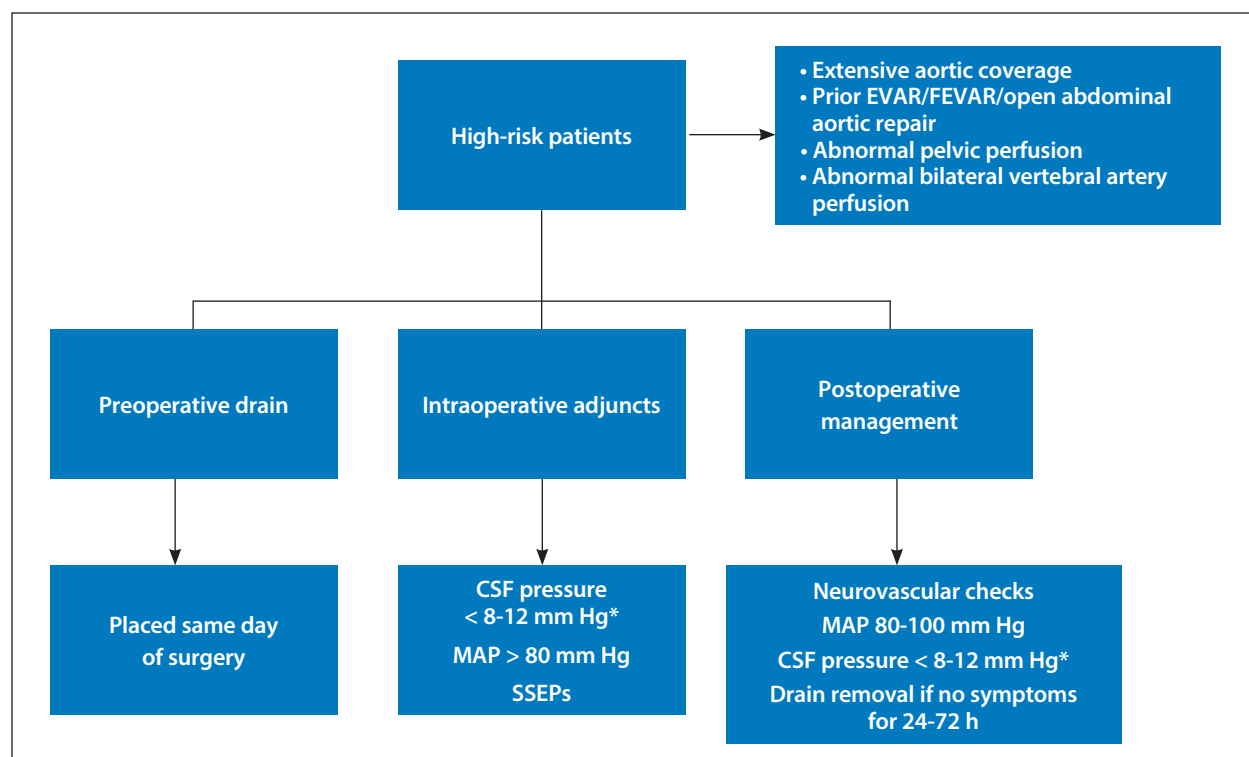 High-risk patients
• Extensive aortic coverage
• Prior EVAR/FEVAR/open abdominal
aortic repair
• Abnormal pelvic perfusion
• Abnormal bilateral vertebral artery
perfusion
Preoperative drain
Intraoperative adjuncts
Postoperative
management
Placed same day
of surgery
CSF pressure
< 8-12 mm Hg*
MAP > 80 mm Hg
SSEPs
Neurovascular checks
MAP 80-100 mm Hg
CSF pressure < 8-12 mm Hg*
Drain removal if no symptoms
for 24-72 h